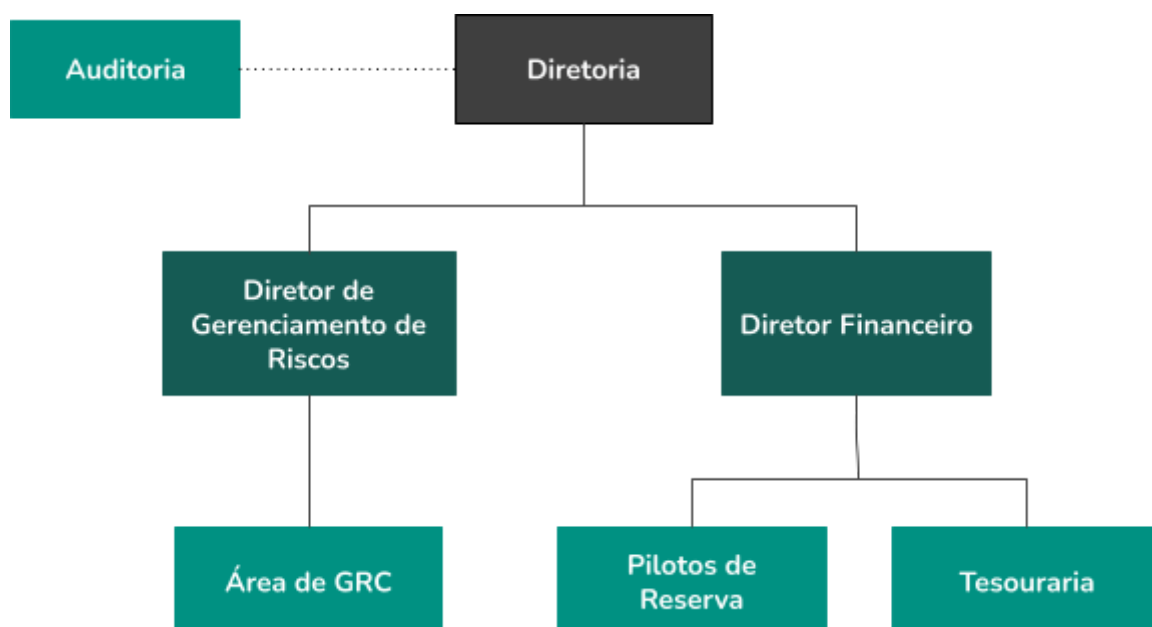 Auditoria
Diretoria
Diretor de
Gerenciamento de
Riscos
Diretor Financeiro
Área de GRC
Pilotos de
Reserva
Tesouraria